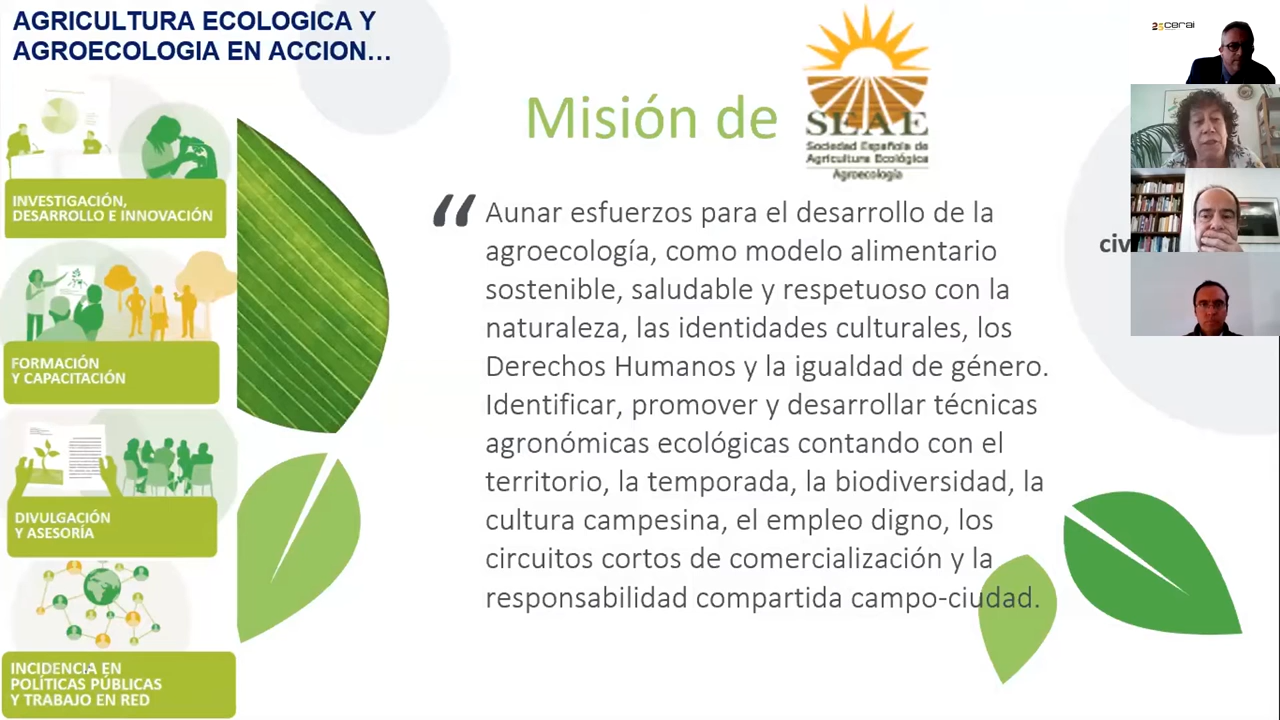 AGRICULTURA ECOLOGICA Y
AGROECOLOGIA EN ACCION...
INVESTIGACIÓN,
DESARROLLO E INNOVACIÓN
FORMACIÓN
Y CAPACITACIÓN
DIVULGACIÓN
Y ASESORÍA
INCIDENCIA EN
POLÍTICAS PÚBLICAS
Y TRABAJO EN RED
Misión de
SEAE
Sociedad Española de
Agricultura Ecológica
Agroecología
“ Aunar esfuerzos para el desarrollo de la
agroecología, como modelo alimentario
sostenible, saludable y respetuoso con la
naturaleza, las identidades culturales, los
Derechos Humanos y la igualdad de género.
Identificar, promover y desarrollar técnicas
agronómicas ecológicas contando con el
territorio, la temporada, la biodiversidad, la
cultura campesina, el empleo digno, los
circuitos cortos de comercialización y la
responsabilidad compartida campo-ciudad.
25cerai